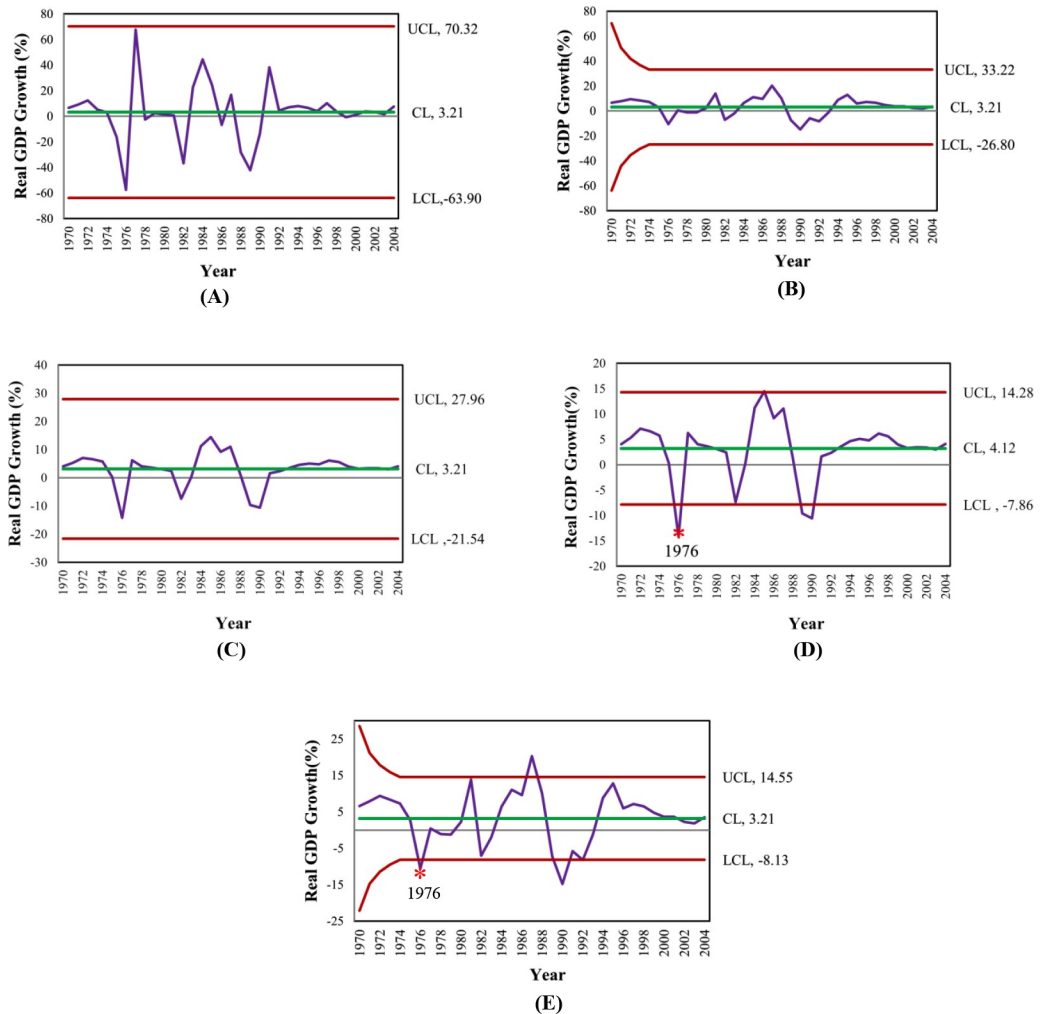 Real GDP Growth (%)
80
60
40
20
0
-20
-40
-60
-80
UCL, 70.32
CL, 3.21
LCL,-63.90
1970 1972 1974 1976 1978 1980 1982 1984 1986 1988 1990 1992 1994 1996 1998 2000 2002 2004
Year
(A)
Real GDP Growth(%)
80
60
40
20
0
-20
-40
-60
-80
UCL, 33.22
CL, 3.21
LCL, -26.80
1970 1972 1974 1976 1978 1980 1982 1984 1986 1988 1990 1992 1994 1996 1998 2000 2002 2004
Year
(B)
Real GDP Growth (%)
40
30
20
10
0
-10
-20
-30
UCL, 27.96
CL, 3.21
LCL ,-21.54
1970 1972 1974 1976 1978 1980 1982 1984 1986 1988 1990 1992 1994 1996 1998 2000 2002 2004
Year
(C)
Real GDP Growth(%)
20
15
10
5
0
-5
-10
-15
-20
UCL, 14.28
CL, 4.12
LCL , -7.86
1976
1970 1972 1974 1976 1978 1980 1982 1984 1986 1988 1990 1992 1994 1996 1998 2000 2002 2004
Year
(D)
Real GDP Growth(%)
25
15
5
-5
-15
-25
UCL, 14.55
CL, 3.21
LCL, -8.13
1976
1970 1972 1974 1976 1978 1980 1982 1984 1986 1988 1990 1992 1994 1996 1998 2000 2002 2004
Year
(E)